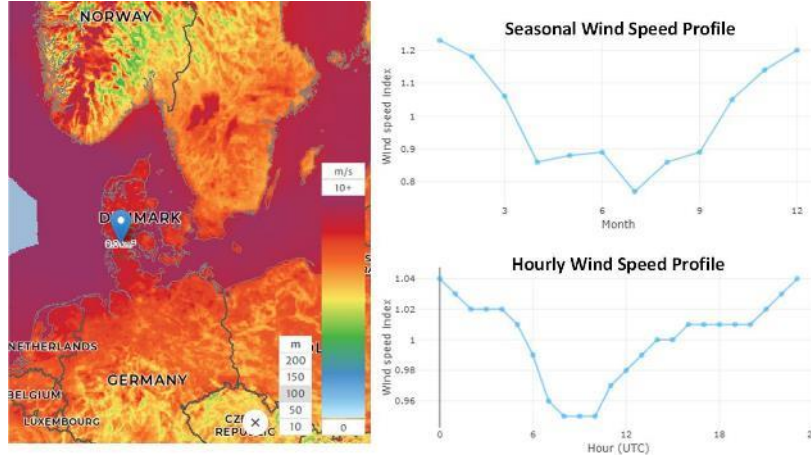 NORWAY
DENMARK
NETHERLANDS
BELGIUM
LUXEMBOURG
GERMANY
REPUBLIC
m/s
10+
0
m
200
150
100
50
10
Seasonal Wind Speed Profile
Wind speed Index
1.2
1.1
1
0.9
0.8
3
6
9
12
Month
Hourly Wind Speed Profile
Wind speed Index
1.04
1.02
1
0.98
0.96
0
6
12
18
Hour (UTC)